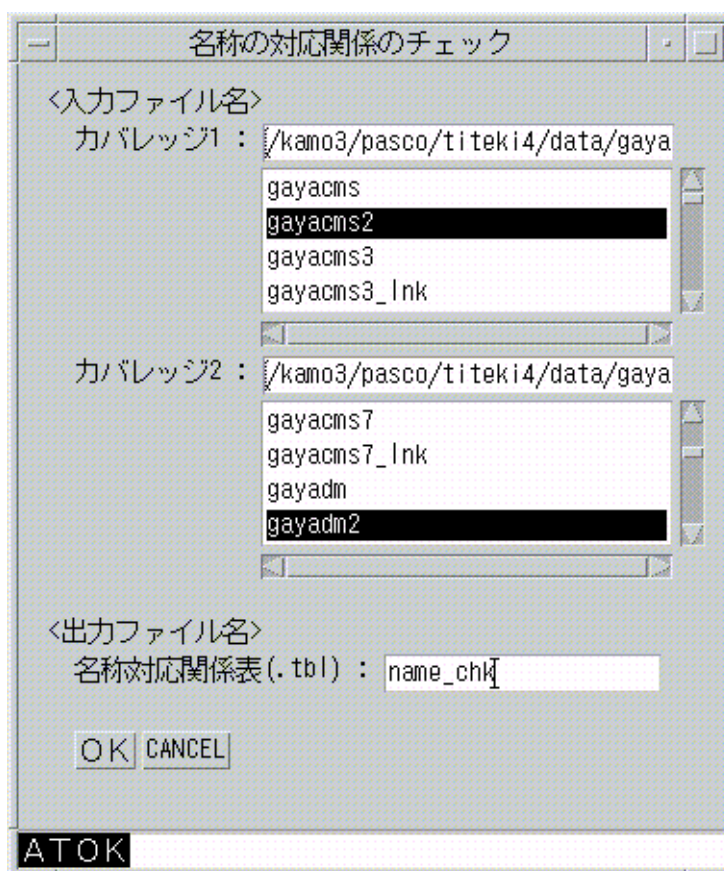 名称の対応関係のチェック
<入力ファイル名>
カバレッジ1 : /kamo3/pasco/titeki4/data/gaya
gayacms
gayacms2
gayacms3
gayacms3_lnk
カバレッジ2 : /kamo3/pasco/titeki4/data/gaya
gayacms7
gayacms7_lnk
gayadm
gayadm2
<出力ファイル名>
名称対応関係表(.tbl) : name_chk
OK CANCEL
ATOK